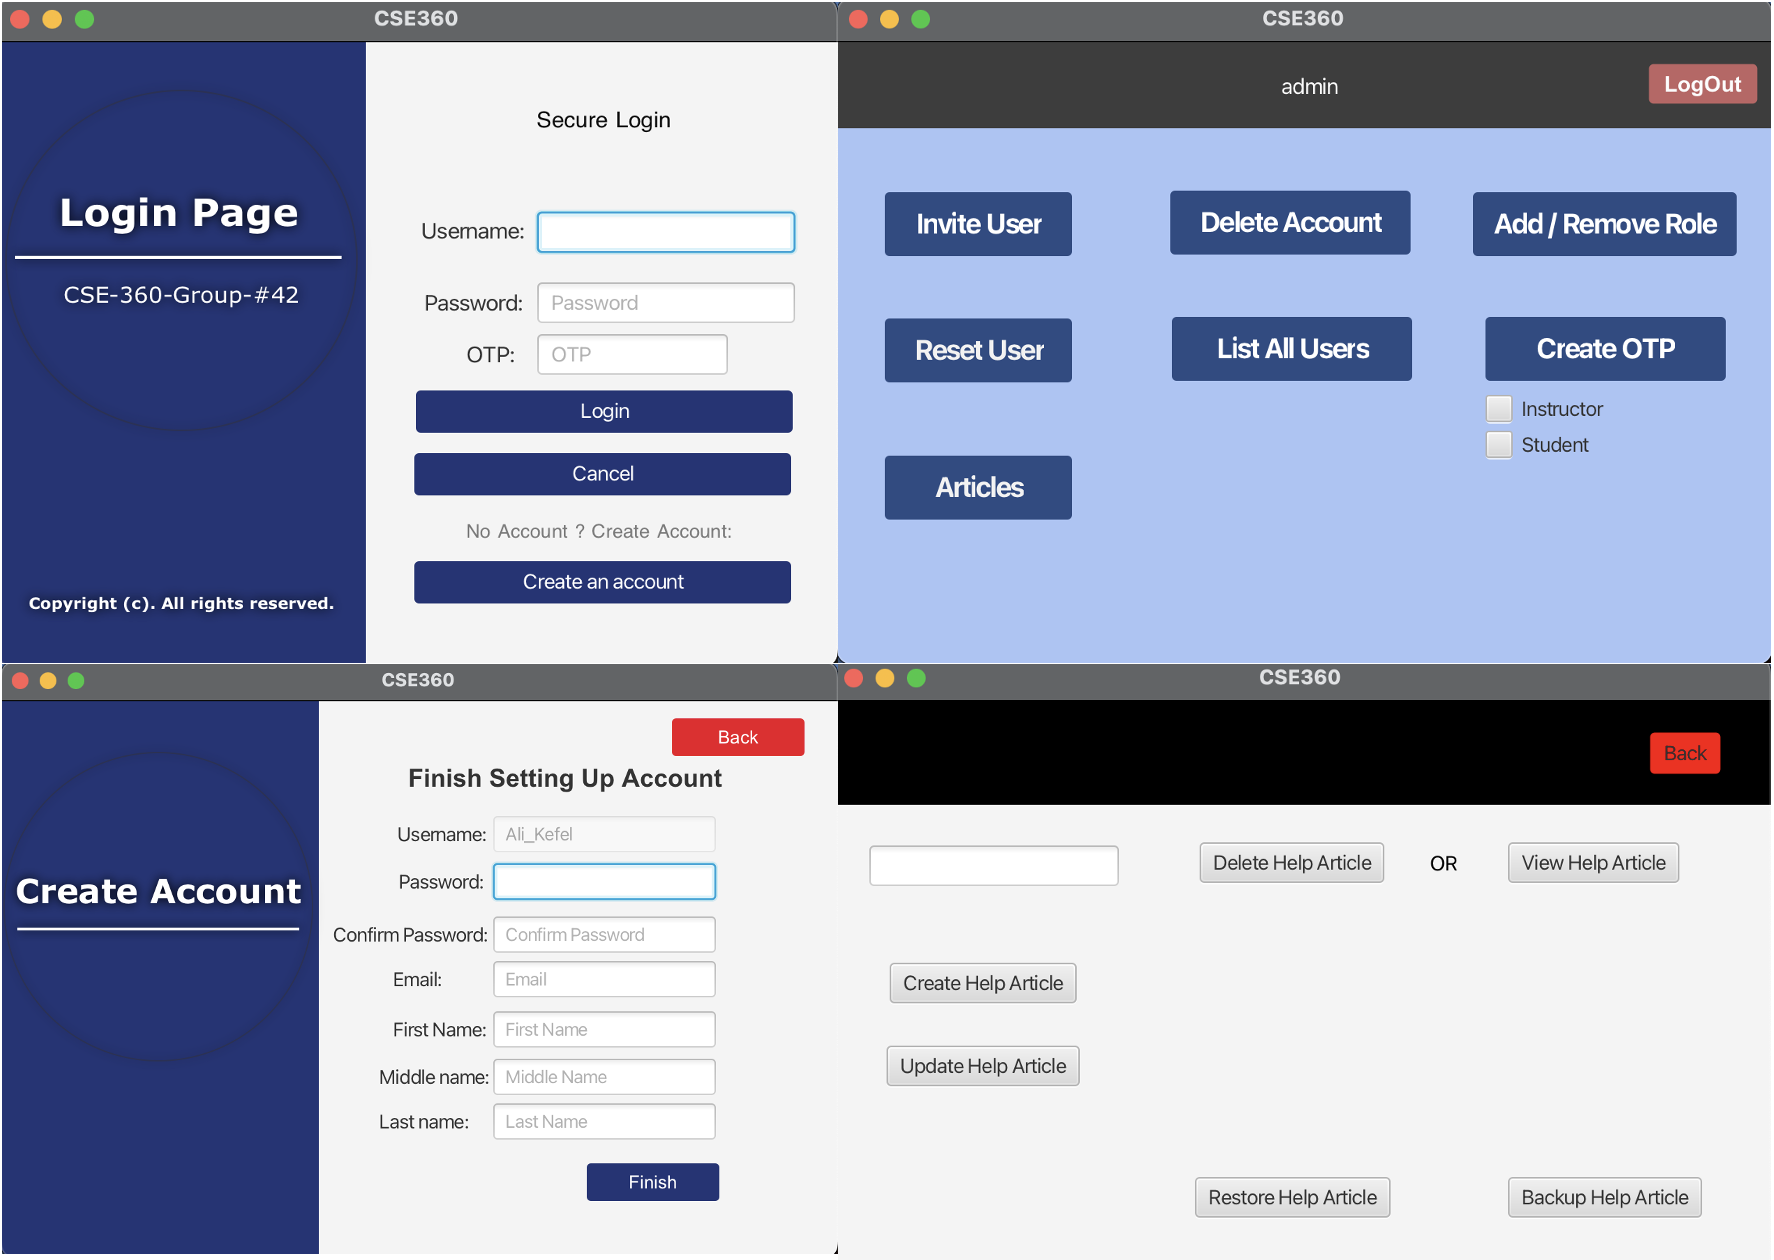 CSE360
Login Page
CSE-360-Group-#42
Copyright (c). All rights reserved.
Secure Login
Username:
Password: Password
OTP: OTP
Login
Cancel
No Account ? Create Account:
Create an account
CSE360
admin
LogOut
Invite User
Delete Account
Add / Remove Role
Reset User
List All Users
Create OTP
Instructor
Student
Articles
CSE360
Create Account
Back
Finish Setting Up Account
Username: Ali_Kefel
Password:
Confirm Password: Confirm Password
Email: Email
First Name: First Name
Middle name: Middle Name
Last name: Last Name
Finish
CSE360
Back
Delete Help Article
OR
View Help Article
Create Help Article
Update Help Article
Restore Help Article
Backup Help Article